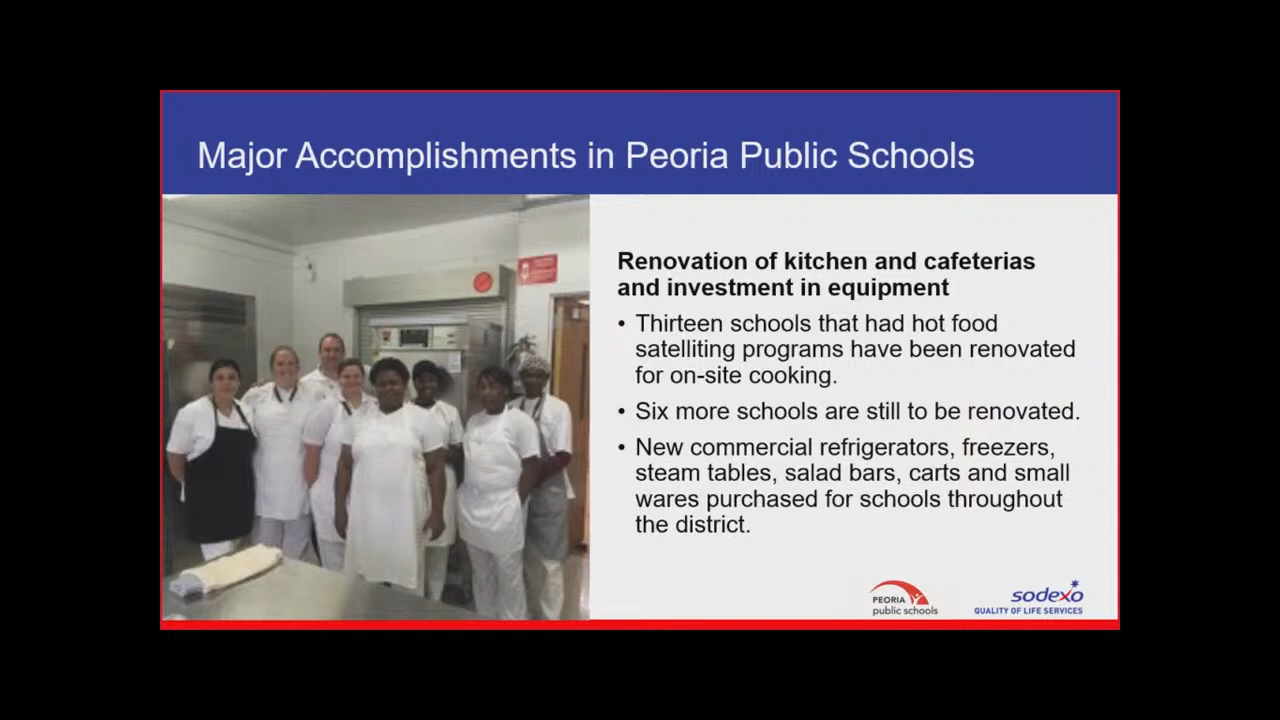 Major Accomplishments in Peoria Public Schools
Renovation of kitchen and cafeterias
and investment in equipment
• Thirteen schools that had hot food
satelliting programs have been renovated
for on-site cooking.
• Six more schools are still to be renovated.
• New commercial refrigerators, freezers,
steam tables, salad bars, carts and small
wares purchased for schools throughout
the district.
PEORIA
public schools
sodexo
QUALITY OF LIFE SERVICES